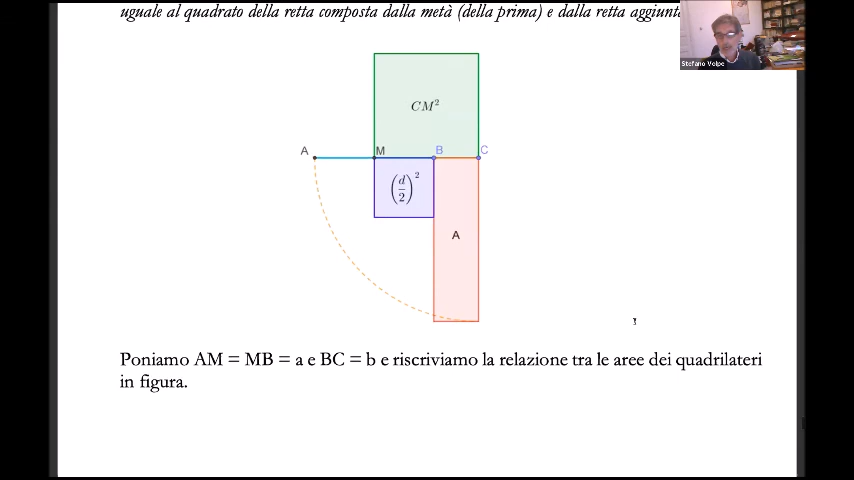 uguale al quadrato della retta composta dalla metà (della prima) e dalla retta aggiunta
Stefano Volpe
CM²
A M B C
(d/2)²
A
Poniamo AM = MB = a e BC = b e riscriviamo la relazione tra le aree dei quadrilateri
in figura.